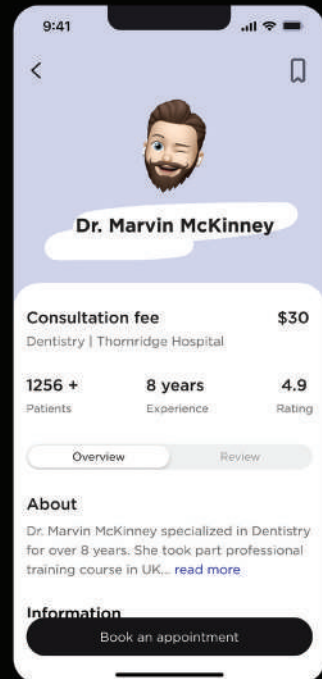 9:41
Dr. Marvin McKinney
Consultation fee $30
Dentistry | Thornridge Hospital
1256 + 8 years 4.9
Patients Experience Rating
Overview Review
About
Dr. Marvin McKinney specialized in Dentistry
for over 8 years. She took part professional
training course in UK... read more
Information
Book an appointment